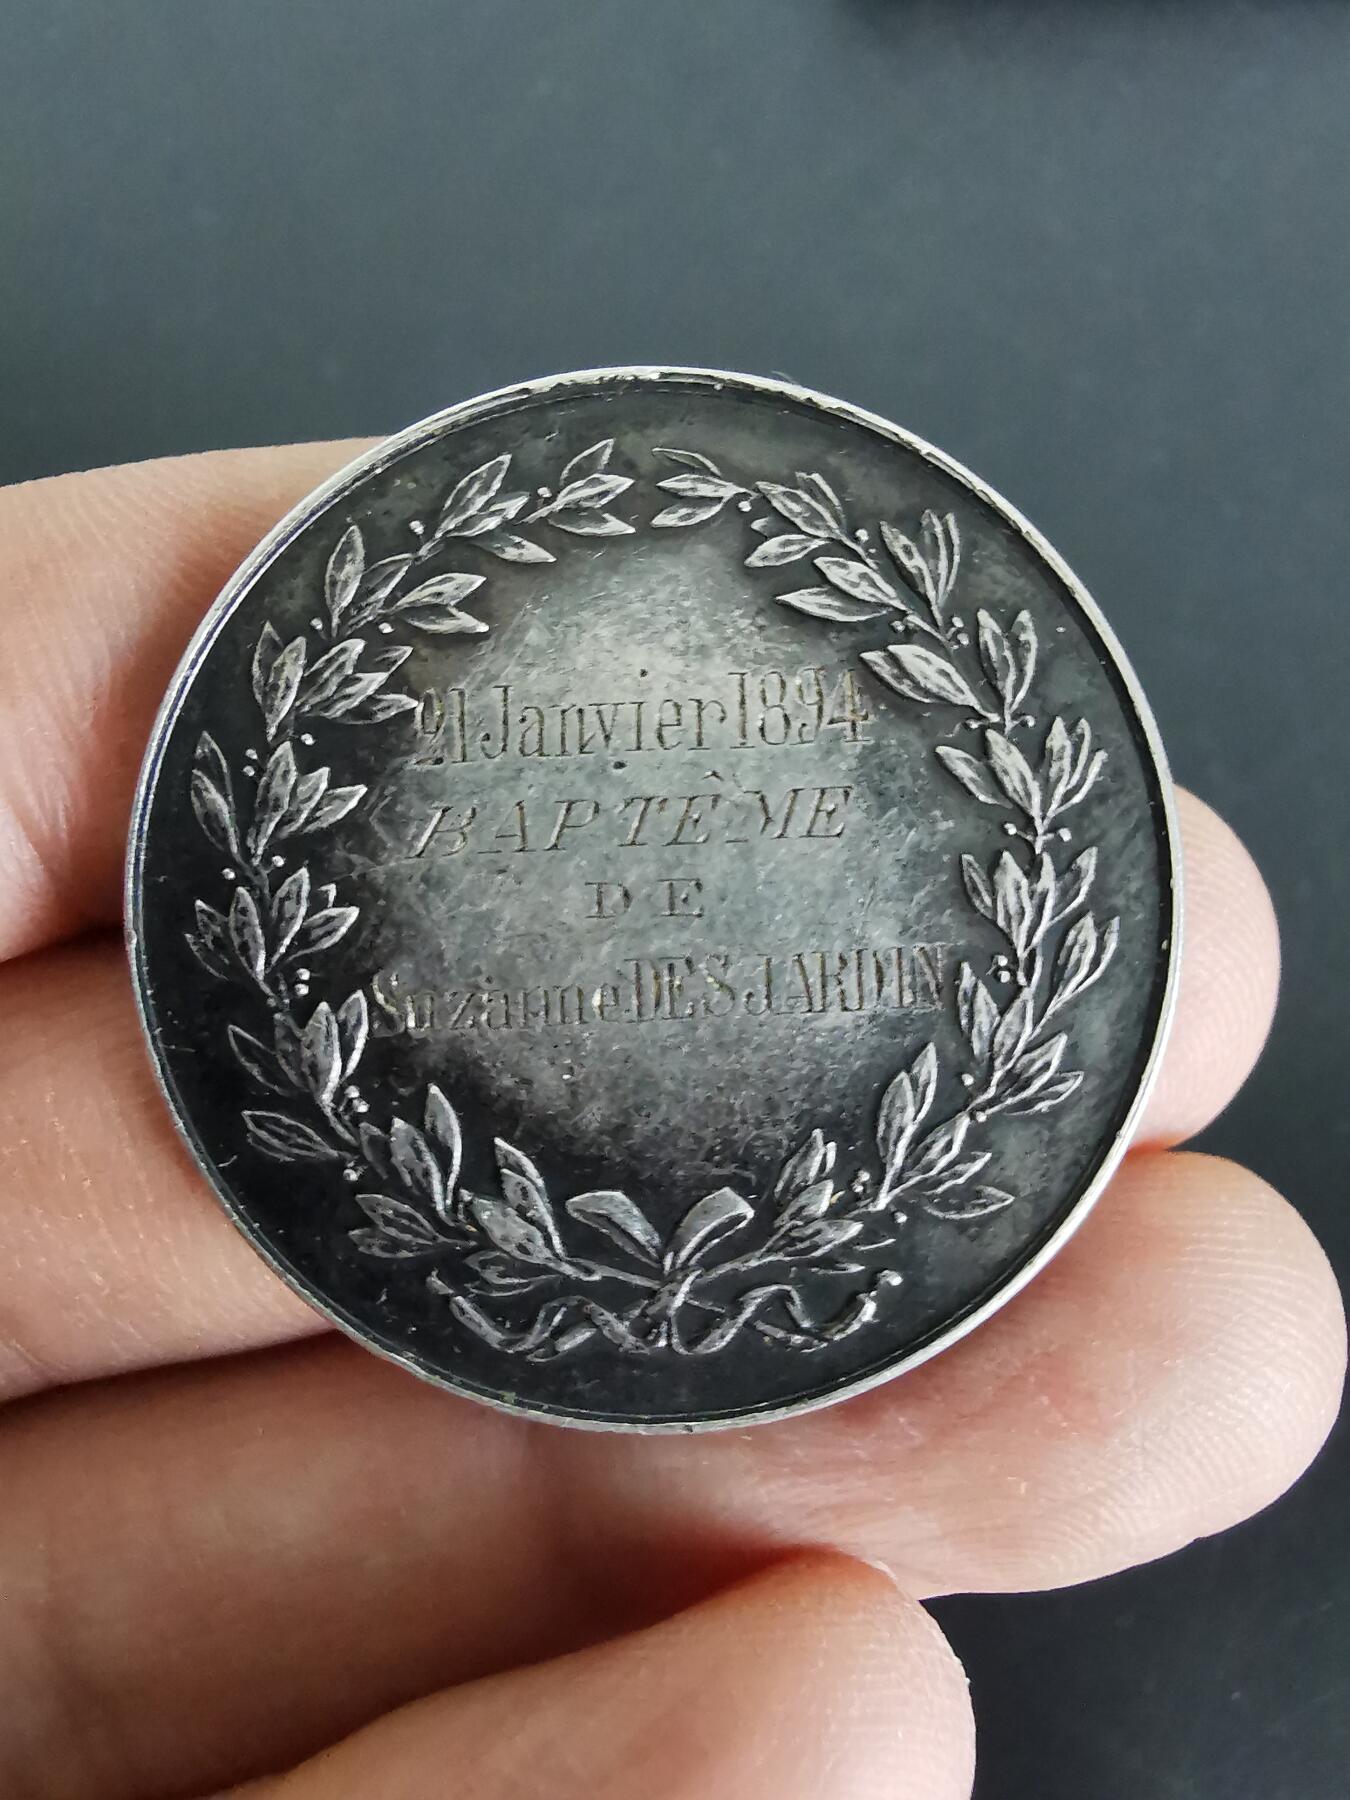 21 Janvier 1894
BAPTÊME
DE
Suzanne DESJARDIN